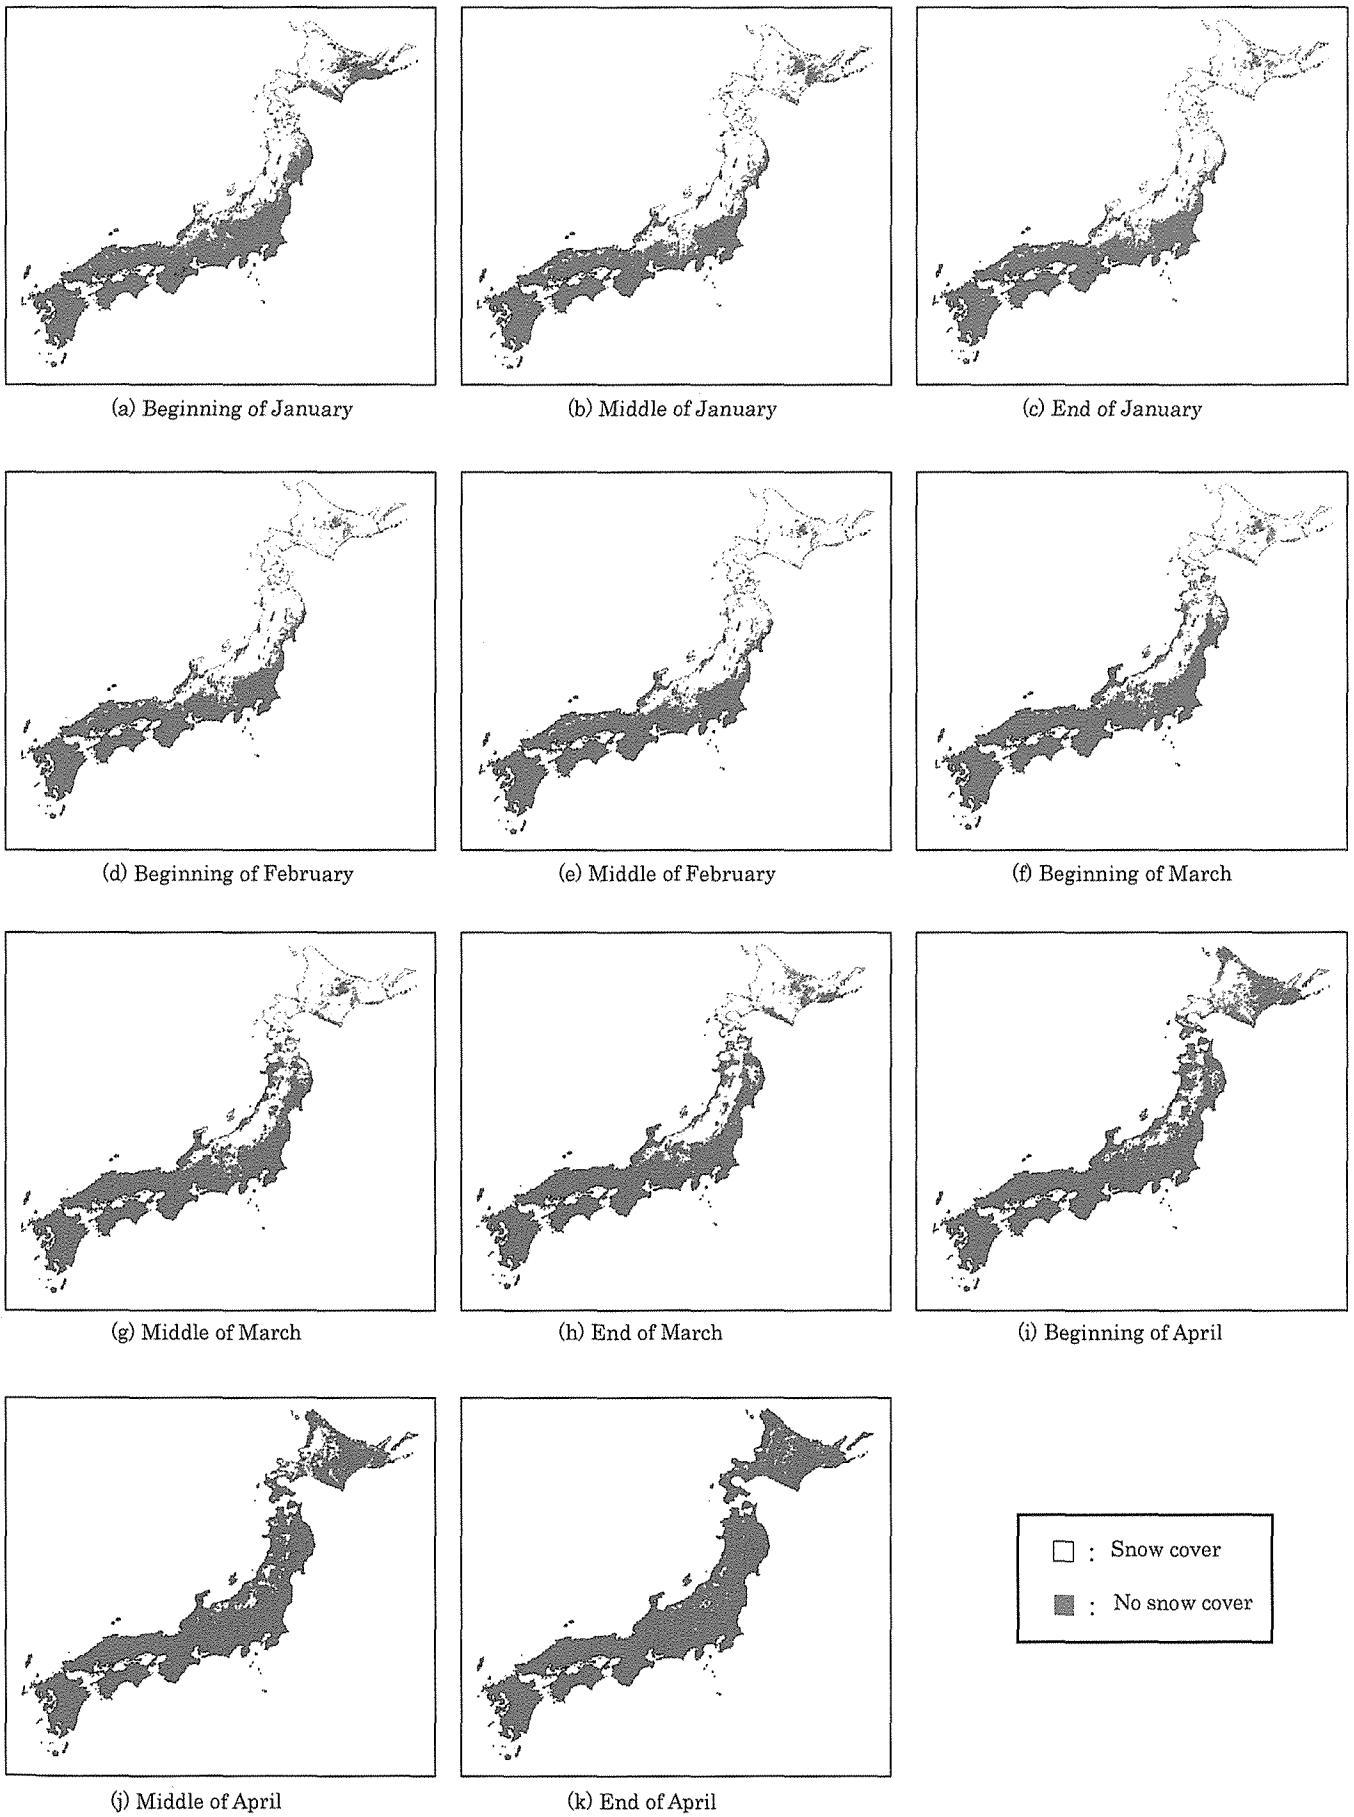 (a) Beginning of January
(b) Middle of January
(c) End of January
(d) Beginning of February
(e) Middle of February
(f) Beginning of March
(g) Middle of March
(h) End of March
(i) Beginning of April
(j) Middle of April
(k) End of April
: Snow cover
: No snow cover